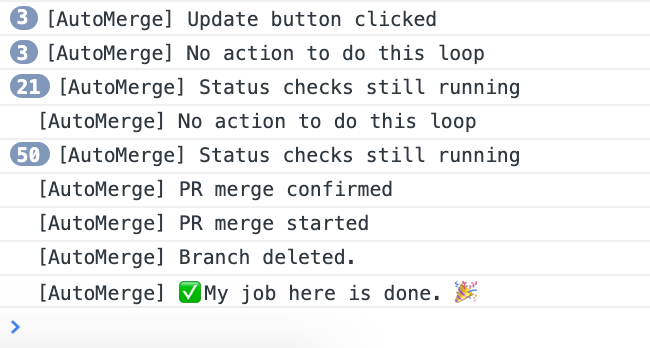 3 [AutoMerge] Update button clicked
3 [AutoMerge] No action to do this loop
21 [AutoMerge] Status checks still running
[AutoMerge] No action to do this loop
50 [AutoMerge] Status checks still running
[AutoMerge] PR merge confirmed
[AutoMerge] PR merge started
[AutoMerge] Branch deleted.
[AutoMerge] ✅My job here is done. 🎉
>